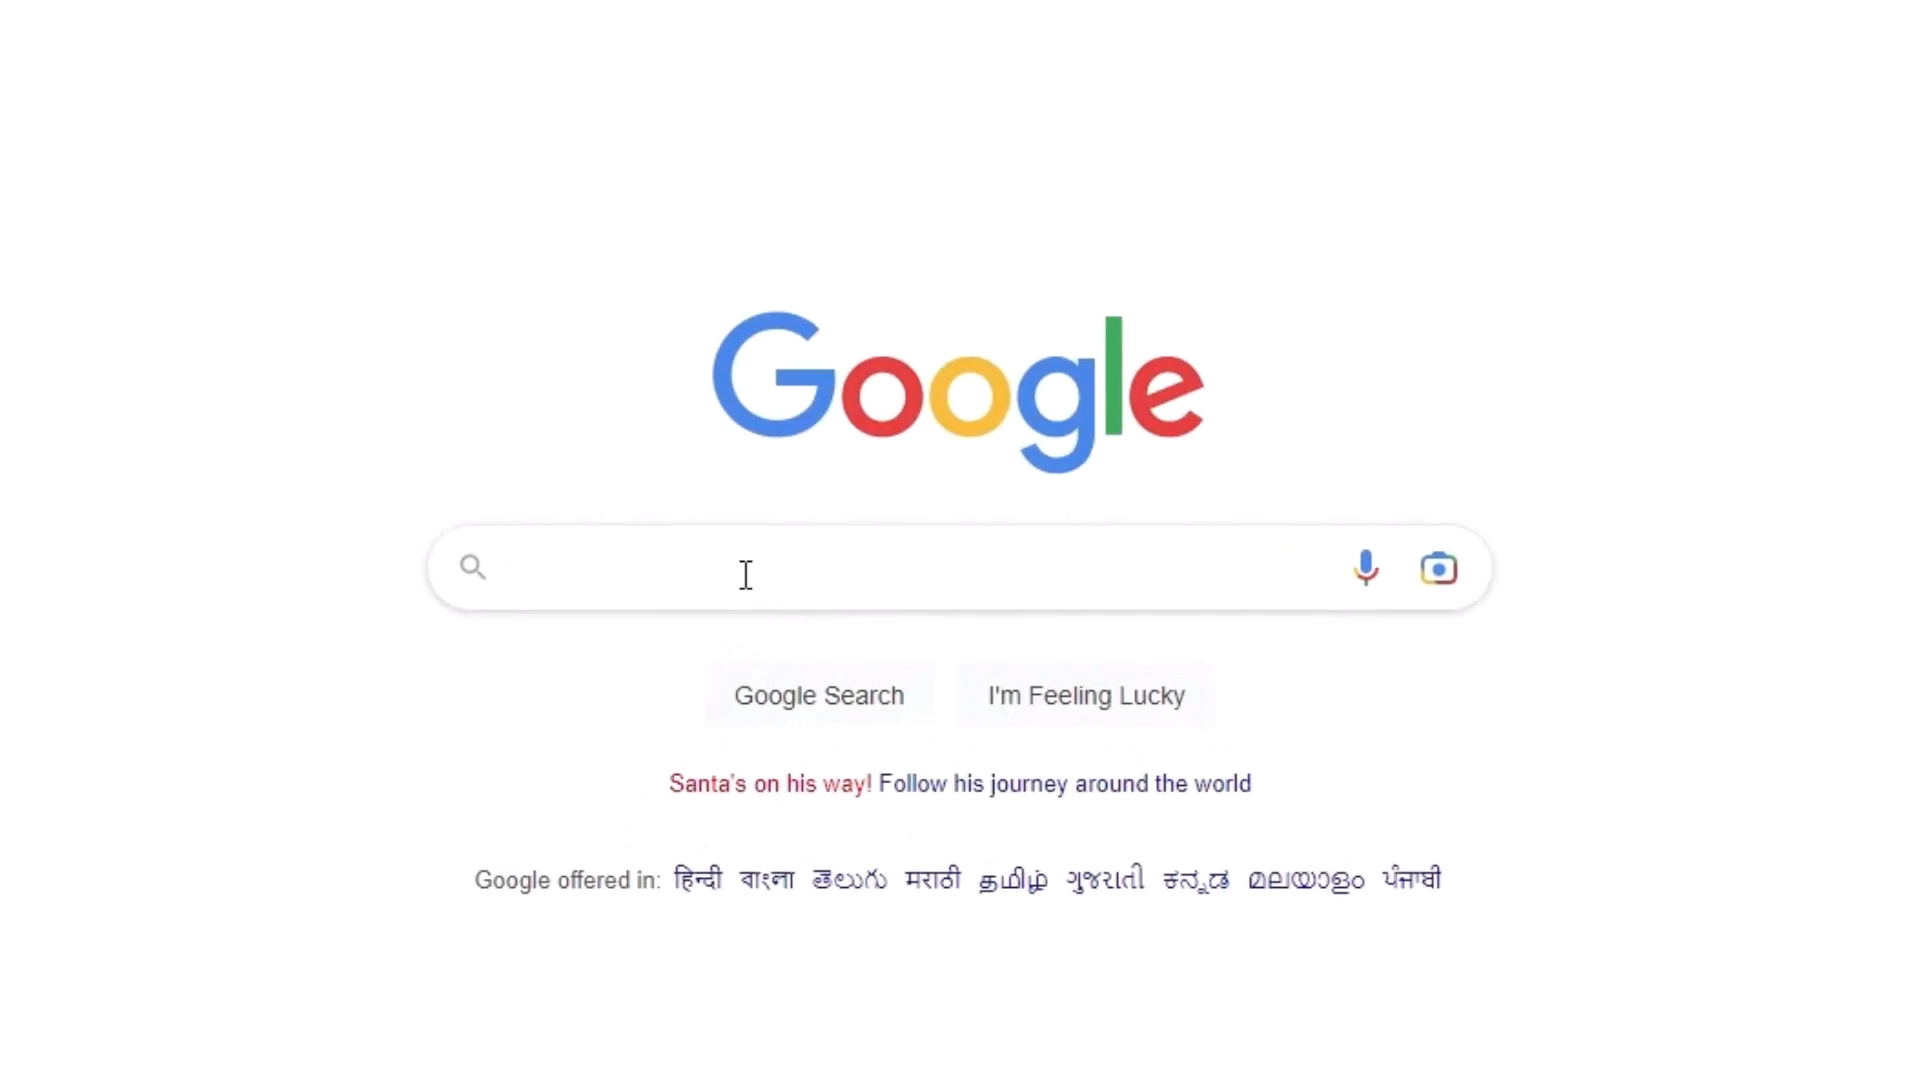 Google
Google Search I'm Feeling Lucky
Santa's on his way! Follow his journey around the world
Google offered in: हिन्दी বাংলা తెలుగు मराठी தமிழ் ગુજરાતી ಕನ್ನಡ മലയാളം ਪੰਜਾਬੀ